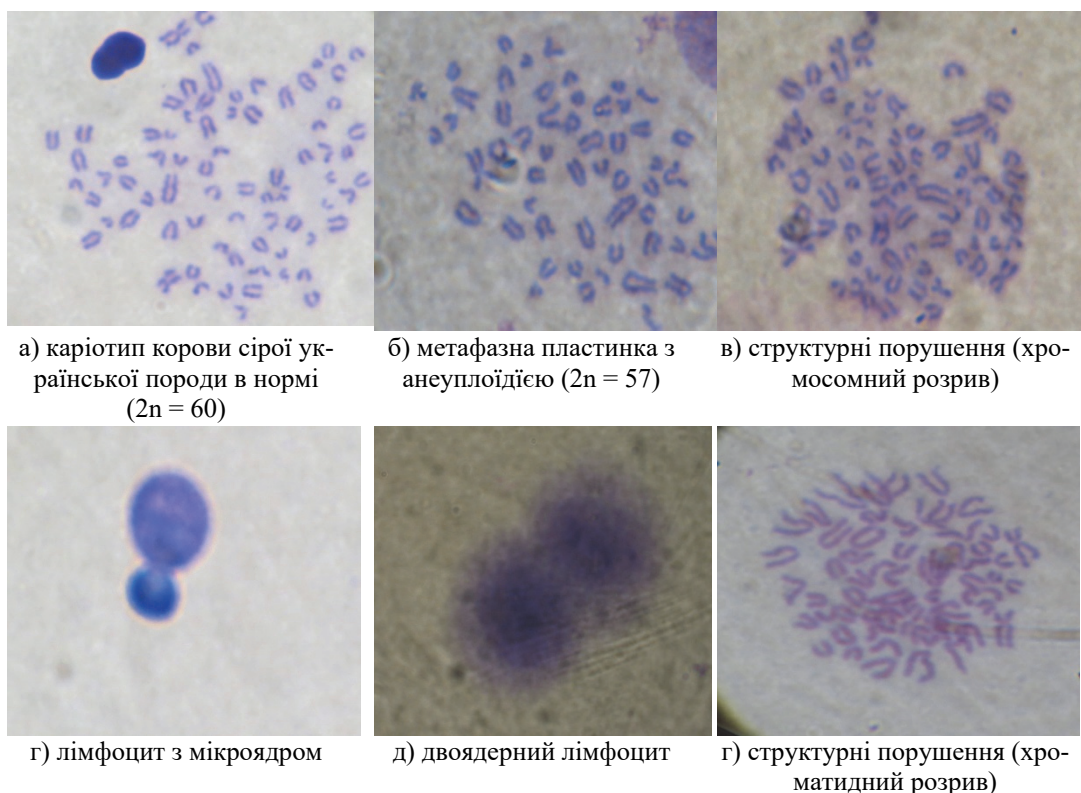 а) каріотип корови сірої ук-
раїнської породи в нормі
(2n = 60)
б) метафазна пластинка з
анеуплоїдїєю (2n = 57)
в) структурні порушення (хро-
мосомний розрив)
г) лімфоцит з мікроядром
д) двоядерний лімфоцит
г) структурні порушення (хро-
матидний розрив)